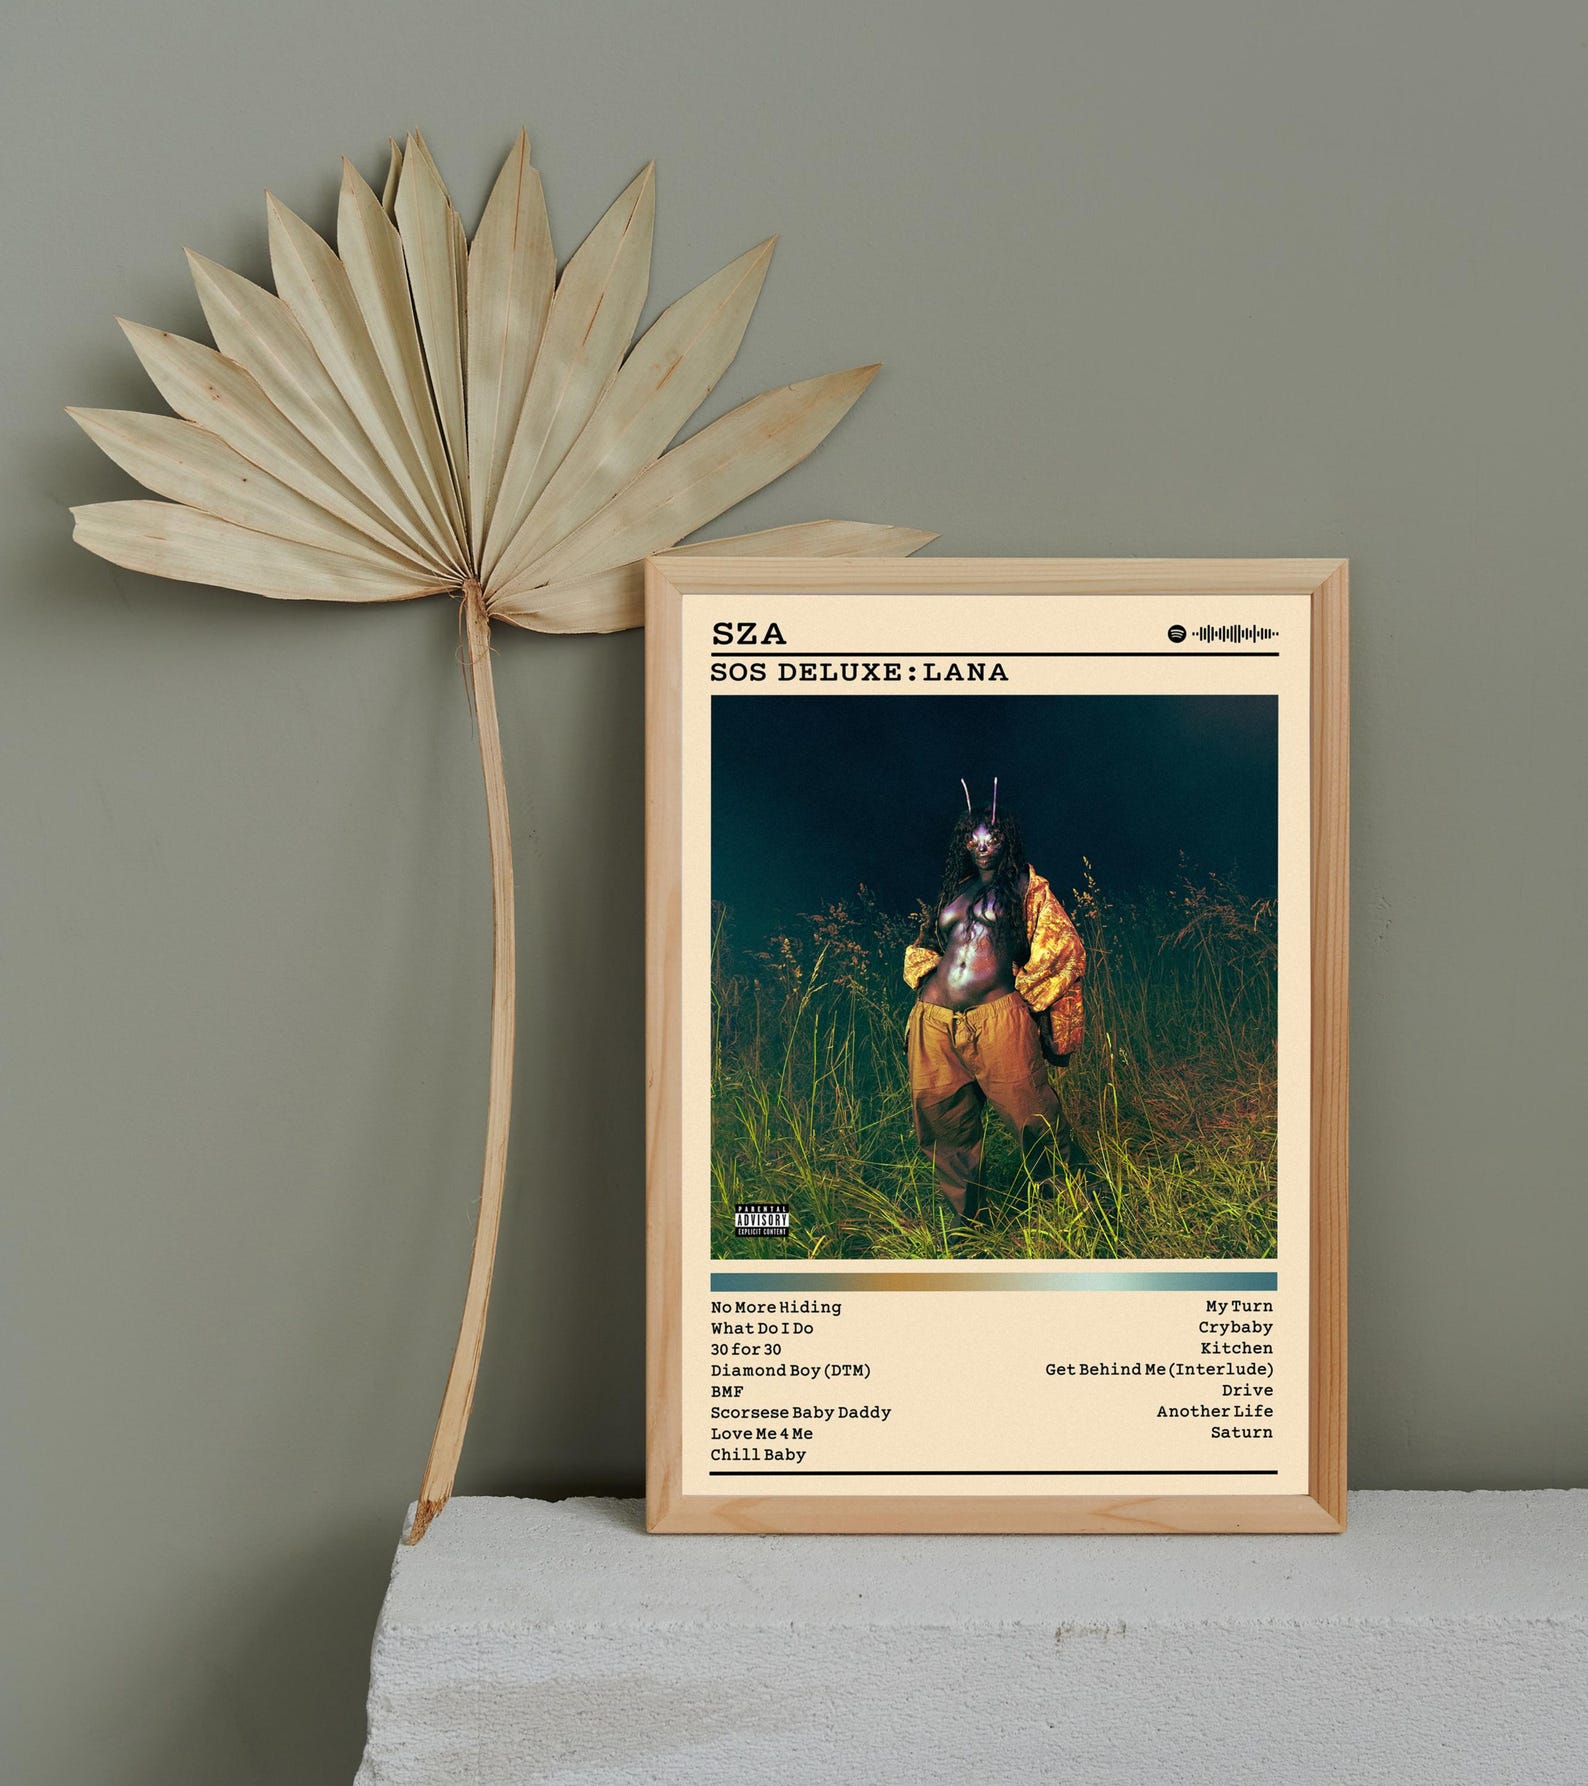 SZA
SOS DELUXE:LANA
PARENTAL
ADVISORY
EXPLICIT CONTENT
No More Hiding
What Do I Do
30 for 30
Diamond Boy (DTM)
BMF
Scorsese Baby Daddy
Love Me 4 Me
Chill Baby
My Turn
Crybaby
Kitchen
Get Behind Me (Interlude)
Drive
Another Life
Saturn